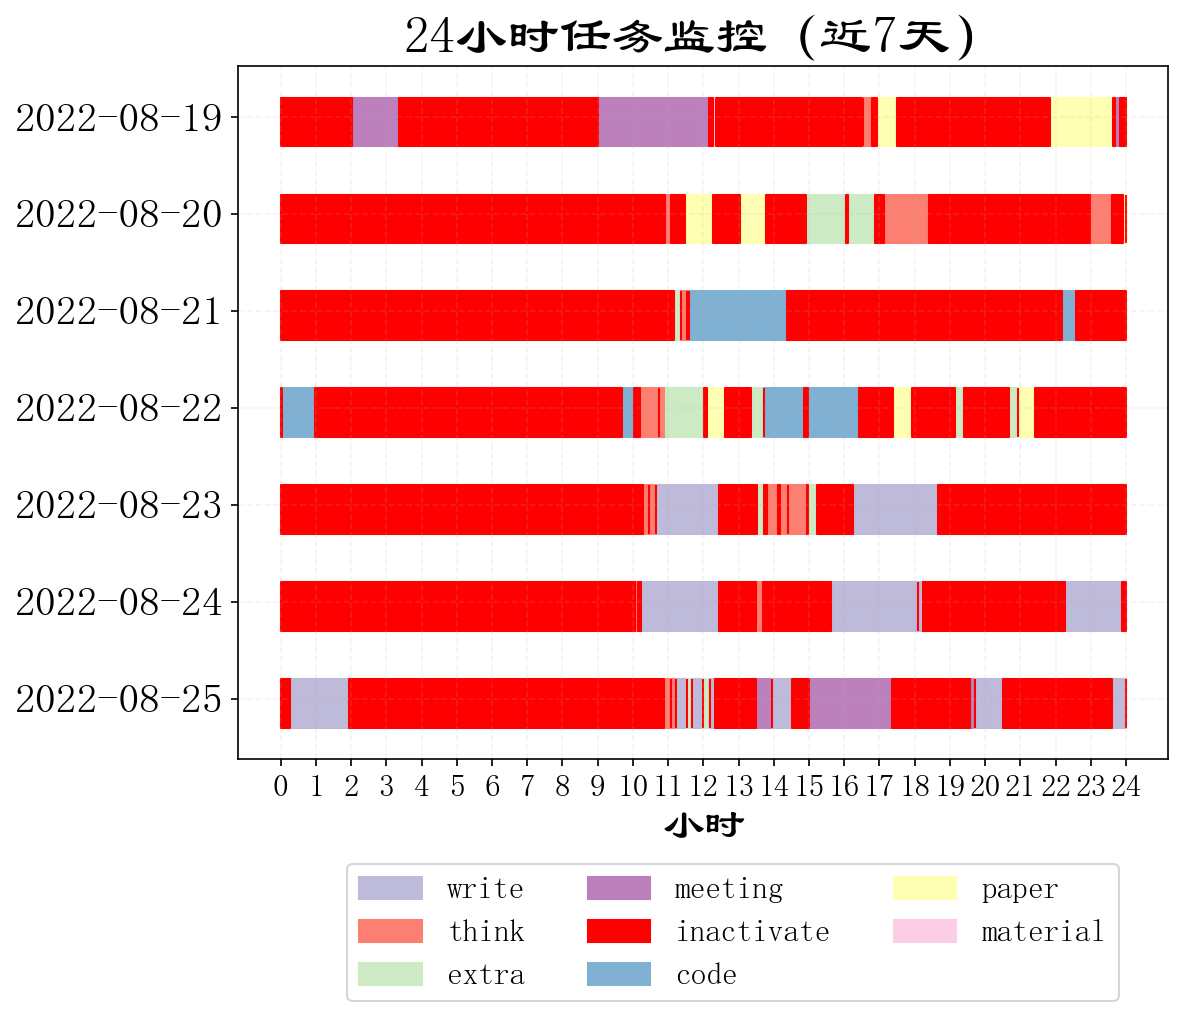 24小时任务监控 (近7天)
2022-08-19
2022-08-20
2022-08-21
2022-08-22
2022-08-23
2022-08-24
2022-08-25
0 1 2 3 4 5 6 7 8 9 10 11 12 13 14 15 16 17 18 19 20 21 22 23 24
小时
write meeting paper
think inactivate material
extra code